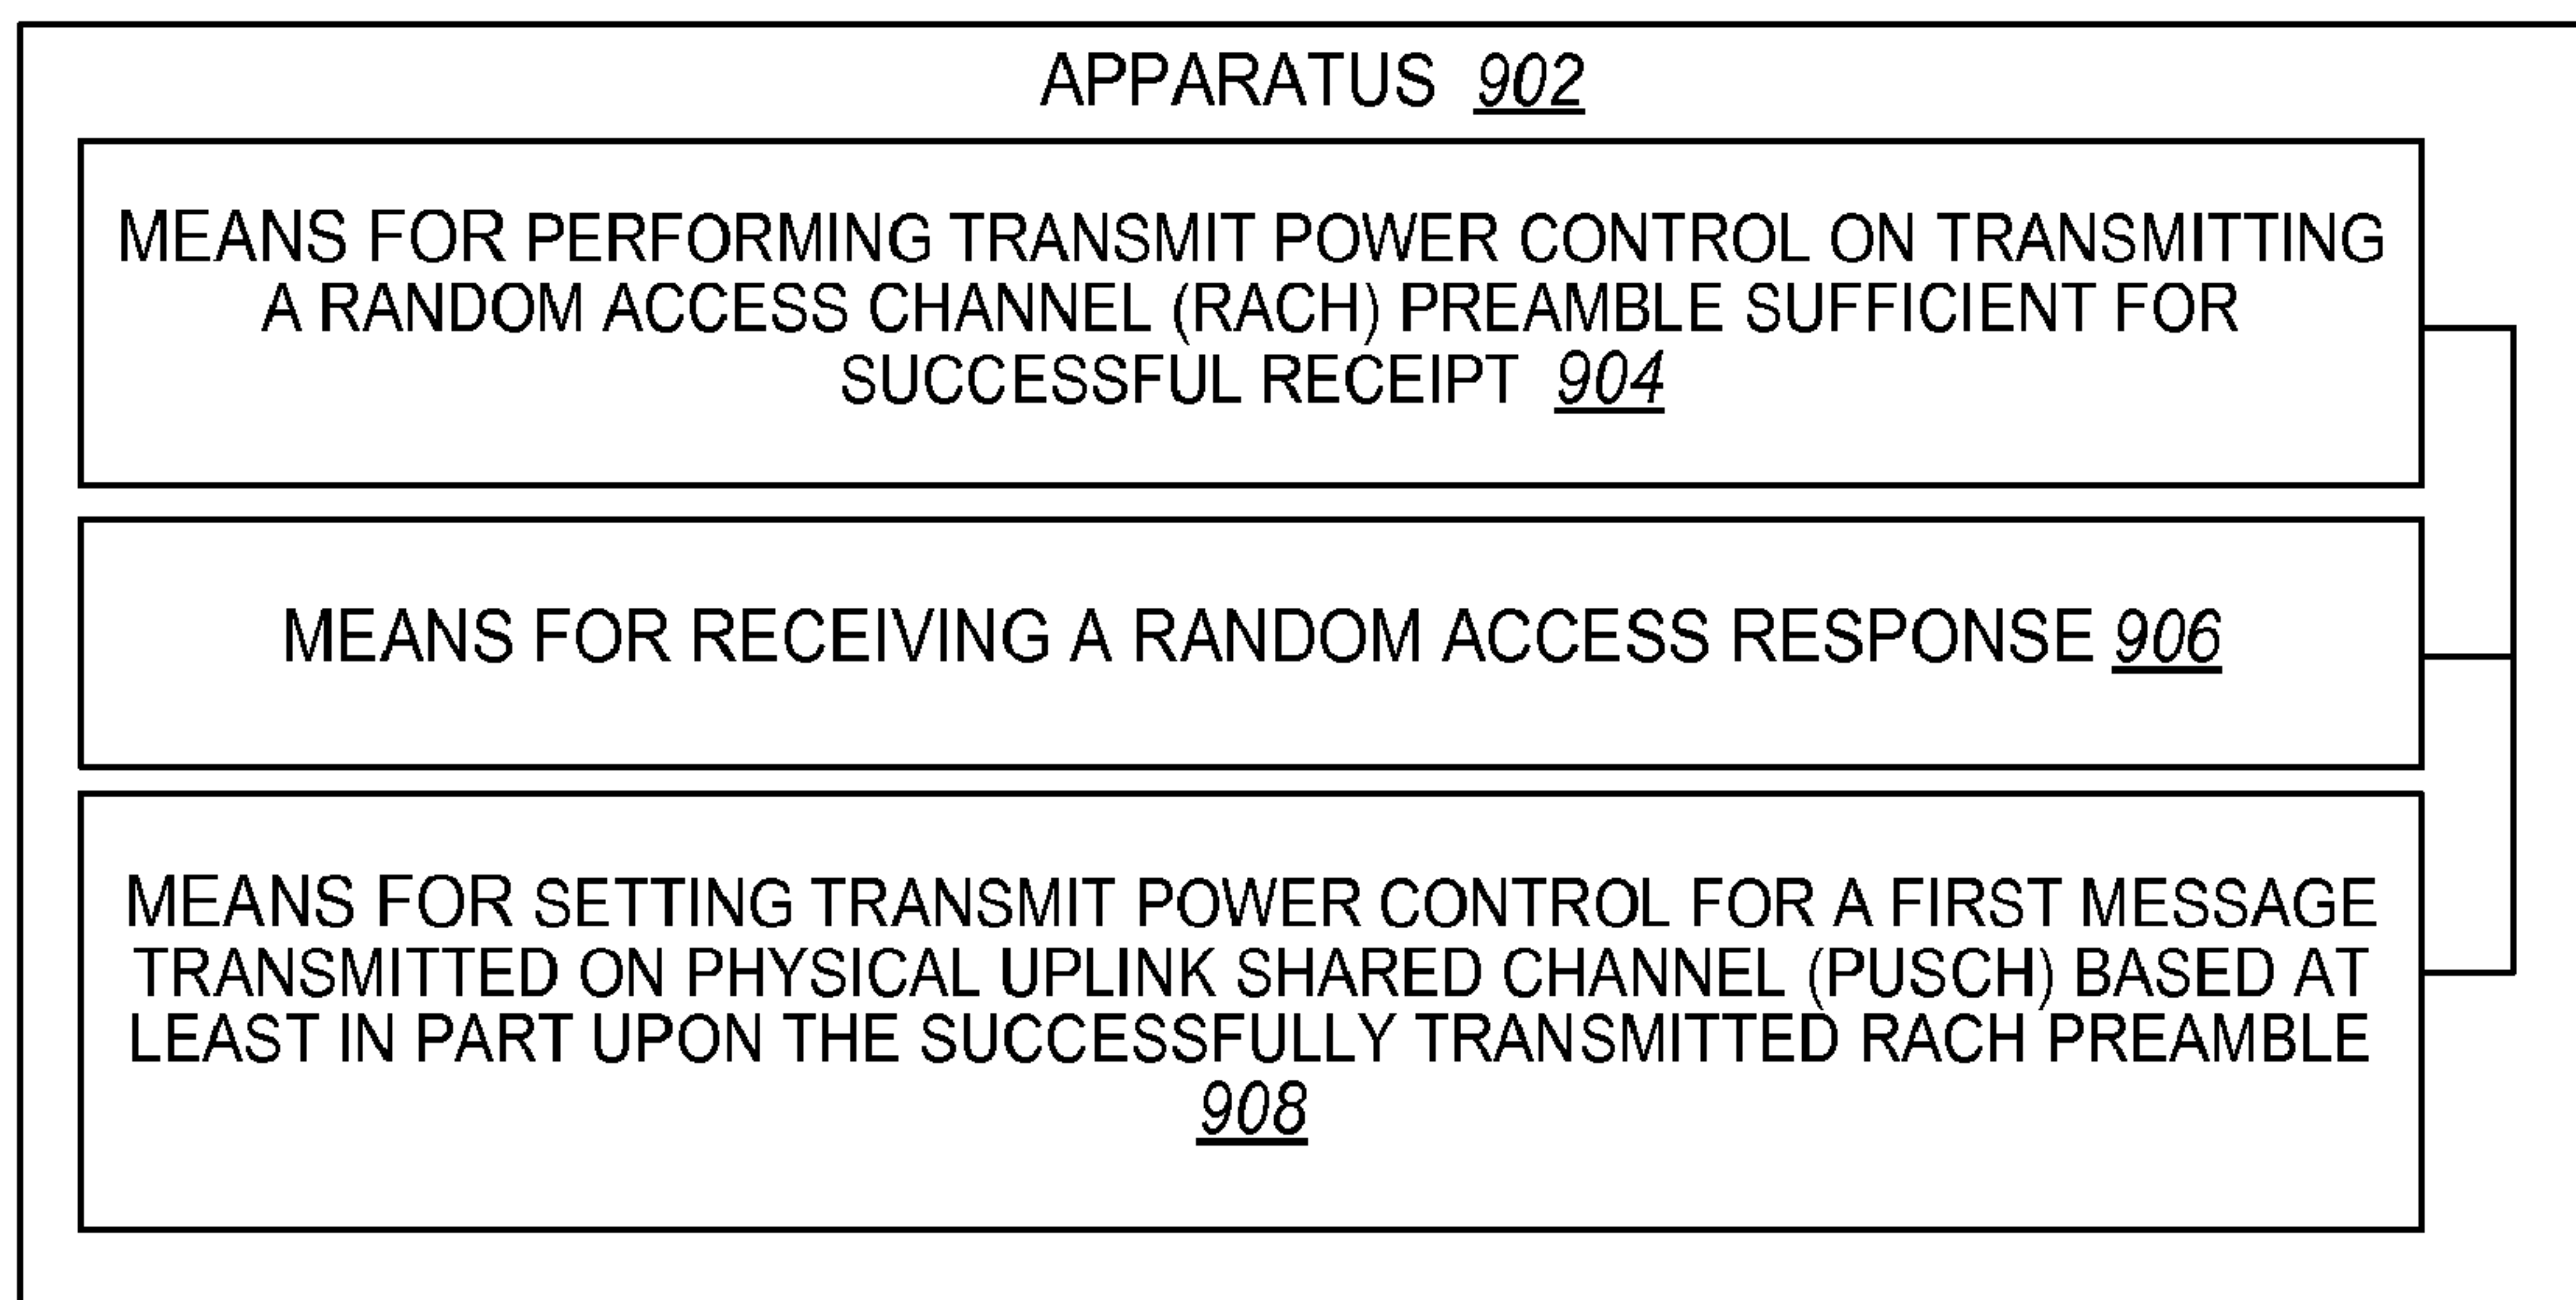 APPARATUS 902
MEANS FOR PERFORMING TRANSMIT POWER CONTROL ON TRANSMITTING
A RANDOM ACCESS CHANNEL (RACH) PREAMBLE SUFFICIENT FOR
SUCCESSFUL RECEIPT 904
MEANS FOR RECEIVING A RANDOM ACCESS RESPONSE 906
MEANS FOR SETTING TRANSMIT POWER CONTROL FOR A FIRST MESSAGE
TRANSMITTED ON PHYSICAL UPLINK SHARED CHANNEL (PUSCH) BASED AT
LEAST IN PART UPON THE SUCCESSFULLY TRANSMITTED RACH PREAMBLE
908